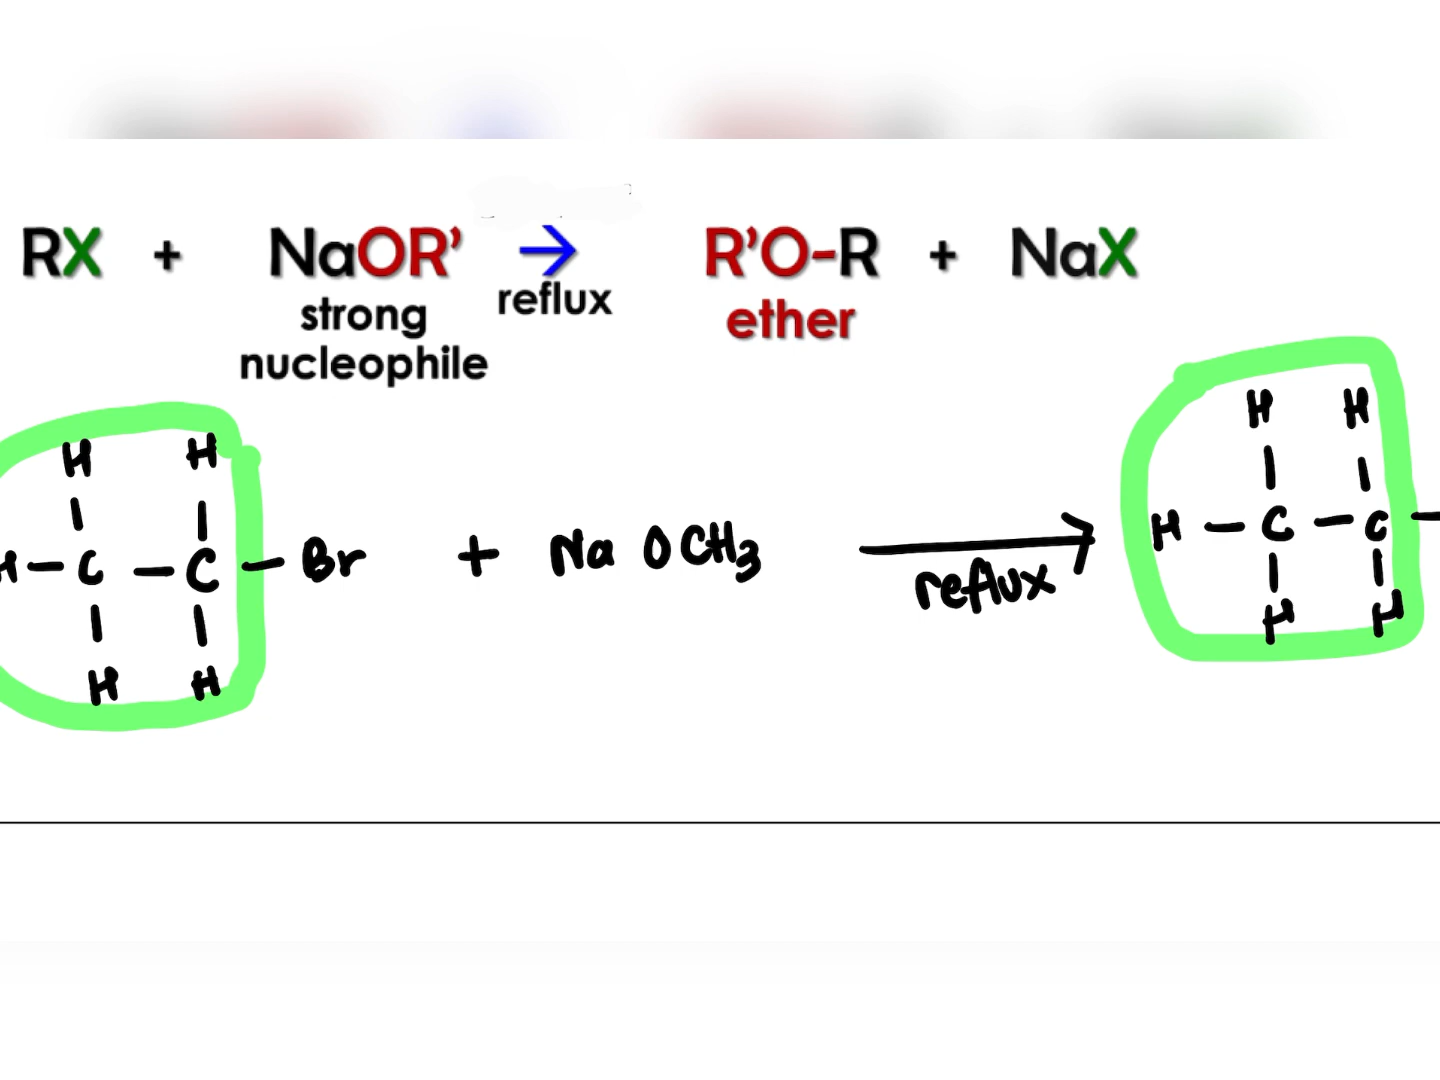 RX + NaOR’ → R’O-R + NaX
strong nucleophile
reflux
ether
H H
H – C – C – Br + Na OCH3
H H
reflux
H H
H – C – C –
H H